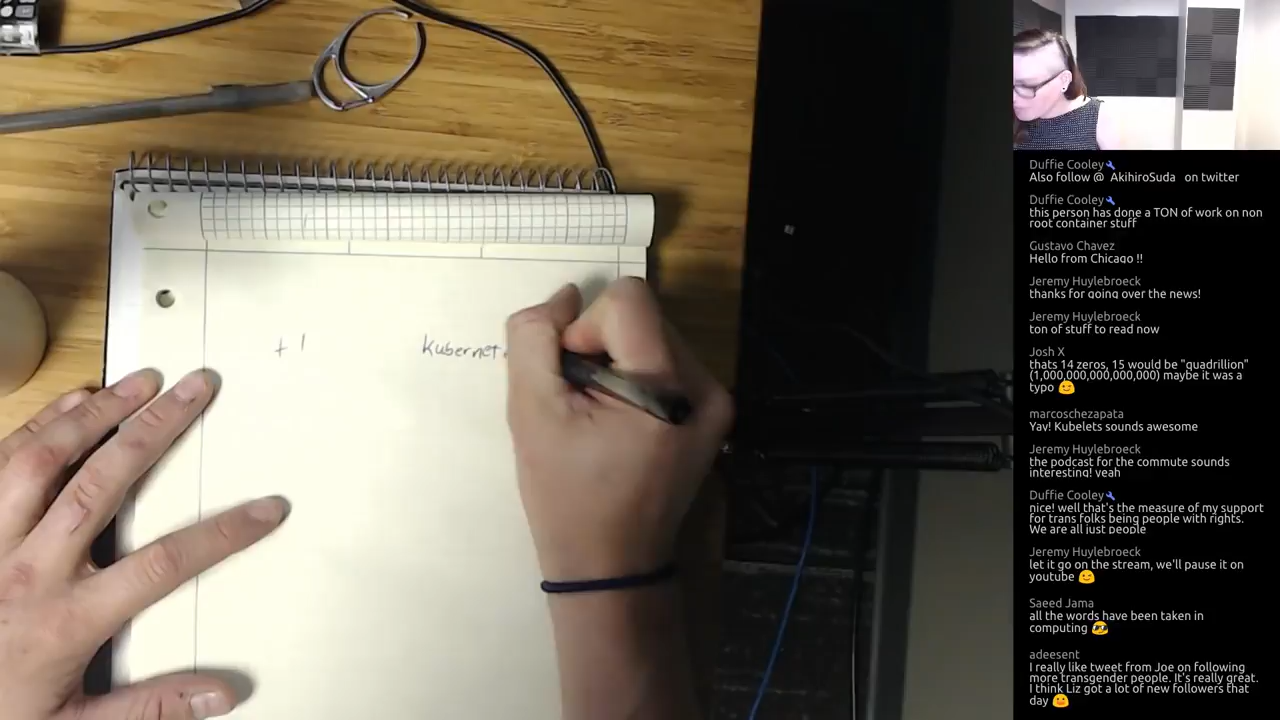 + 1 Kubernet
Duffie Cooley
Also follow @ AkihiroSuda on twitter
Duffie Cooley
this person has done a TON of work on non
root container stuff
Gustavo Chavez
Hello from Chicago !!
Jeremy Huylebroeck
thanks for going over the news!
Jeremy Huylebroeck
ton of stuff to read now
Josh X
thats 14 zeros, 15 would be "quadrillion"
(1,000,000,000,000,000) maybe it was a
typo 😉
marcoschezapata
Yay! Kubelets sounds awesome
Jeremy Huylebroeck
the podcast for the commute sounds
interesting! yeah
Duffie Cooley
nice! well that's the measure of my support
for trans folks being people with rights.
We are all just people
Jeremy Huylebroeck
let it go on the stream, we'll pause it on
youtube 😉
Saeed Jama
all the words have been taken in
computing 🤓
adeesent
I really like tweet from Joe on following
more transgender people. It's really great.
I think Liz got a lot of new followers that
day 🙂